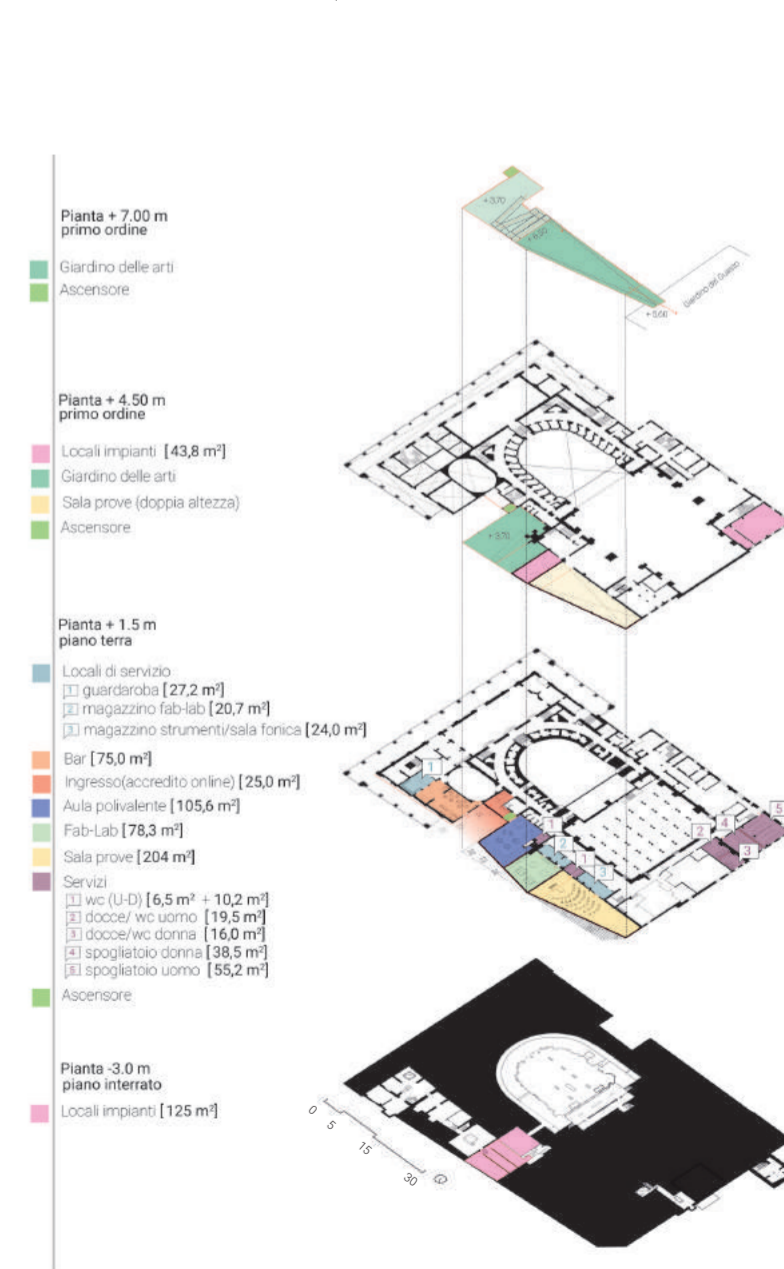 Pianta + 7.00 m
primo ordine
Giardino delle arti
Ascensore
+ 3,70
Giardino del Guasto
Pianta + 4.50 m
primo ordine
Locali impianti [43,8 m²]
Giardino delle arti
Sala prove (doppia altezza)
Ascensore
+ 3,70
Pianta + 1.5 m
piano terra
Locali di servizio
1 guardaroba [27,2 m²]
2 magazzino fab-lab [20,7 m²]
3 magazzino strumenti/sala fonica [24,0 m²]
Bar [75,0 m²]
Ingresso(accredito online) [25,0 m²]
Aula polivalente [105,6 m²]
Fab-Lab [78,3 m²]
Sala prove [204 m²]
Servizi
1 wc (U-D) [6,5 m² + 10,2 m²]
2 docce/ wc uomo [19,5 m²]
3 docce/wc donna [16,0 m²]
4 spogliatoio donna [38,5 m²]
5 spogliatoio uomo [55,2 m²]
Ascensore
1
1
2
1
3
2
4
3
5
Pianta -3.0 m
piano interrato
Locali impianti [125 m²]
0
5
15
30